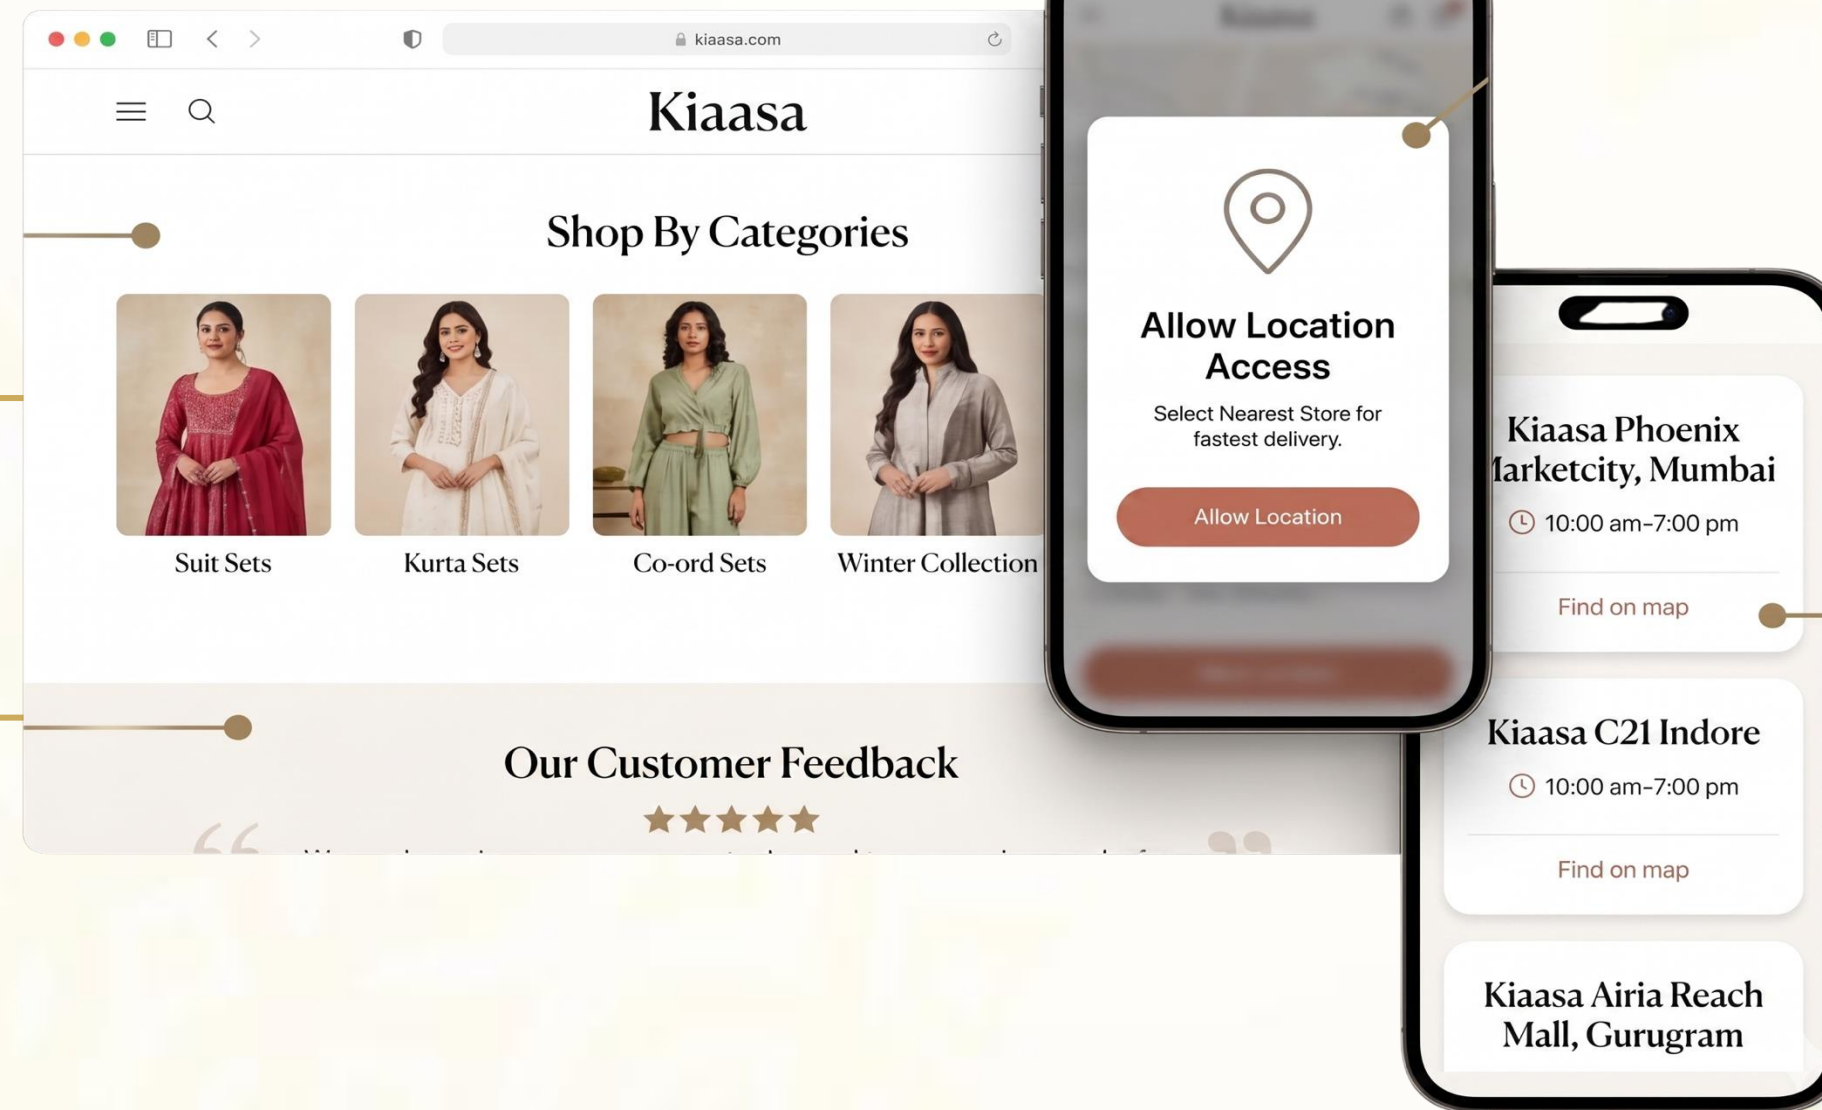 kiaasa.com
Kiaasa
Shop By Categories
Suit Sets
Kurta Sets
Co-ord Sets
Winter Collection
Our Customer Feedback
Allow Location
Access
Select Nearest Store for
fastest delivery.
Allow Location
Kiaasa Phoenix
Marketcity, Mumbai
10:00 am-7:00 pm
Find on map
Kiaasa C21 Indore
10:00 am-7:00 pm
Find on map
Kiaasa Airia Reach
Mall, Gurugram